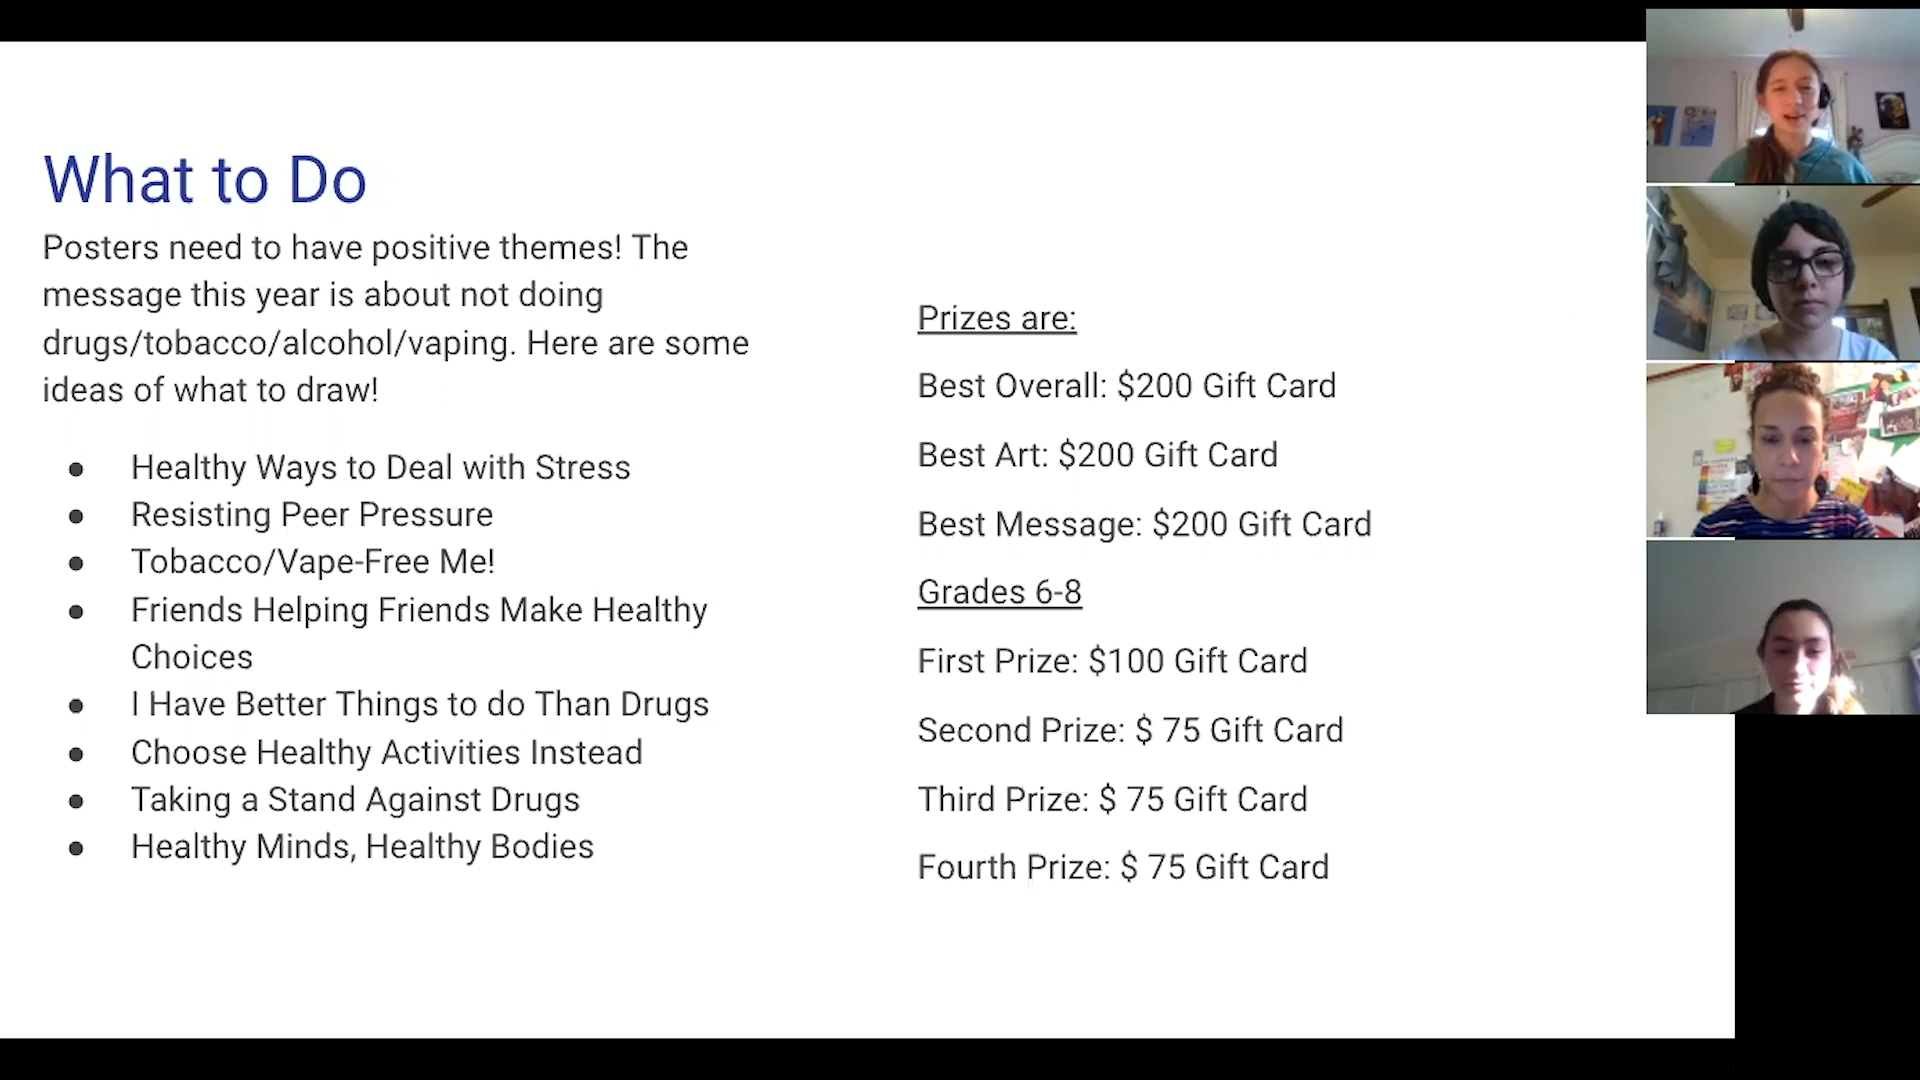 What to Do
Posters need to have positive themes! The
message this year is about not doing
drugs/tobacco/alcohol/vaping. Here are some
ideas of what to draw!
● Healthy Ways to Deal with Stress
● Resisting Peer Pressure
● Tobacco/Vape-Free Me!
● Friends Helping Friends Make Healthy
Choices
● I Have Better Things to do Than Drugs
● Choose Healthy Activities Instead
● Taking a Stand Against Drugs
● Healthy Minds, Healthy Bodies
Prizes are:
Best Overall: $200 Gift Card
Best Art: $200 Gift Card
Best Message: $200 Gift Card
Grades 6-8
First Prize: $100 Gift Card
Second Prize: $ 75 Gift Card
Third Prize: $ 75 Gift Card
Fourth Prize: $ 75 Gift Card